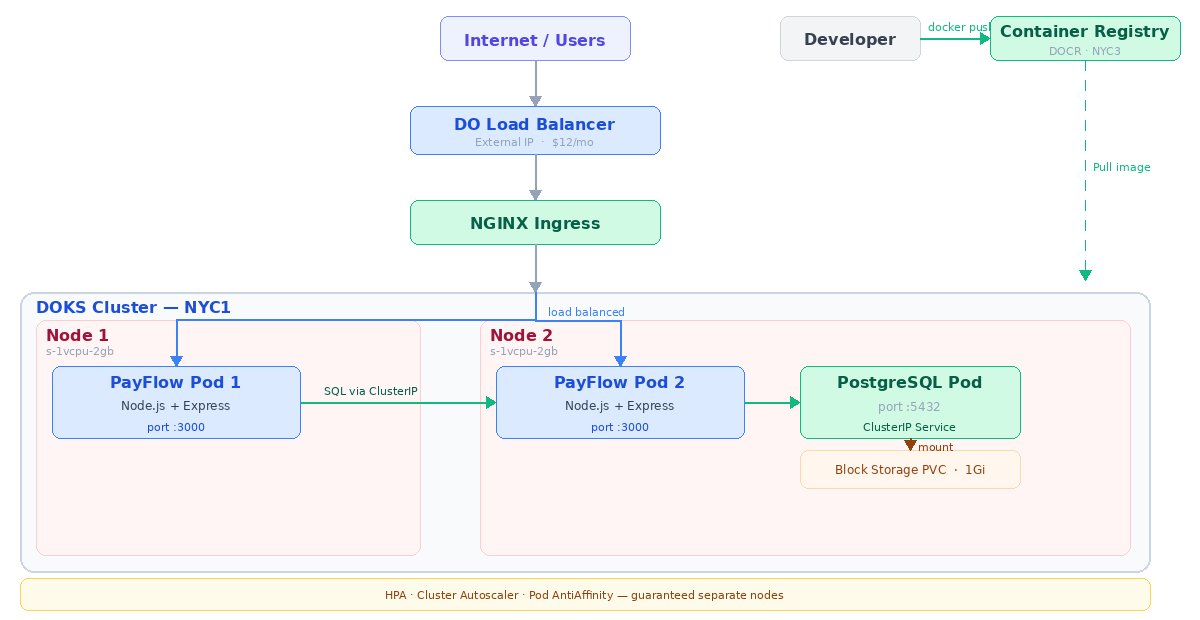 Internet / Users
Developer
docker push
Container Registry
DOCR · NYC3
DO Load Balancer
External IP · $12/mo
Pull image
NGINX Ingress
DOKS Cluster — NYC1
load balanced
Node 1
s-1vcpu-2gb
Node 2
s-1vcpu-2gb
PayFlow Pod 1
Node.js + Express
port :3000
SQL via ClusterIP
PayFlow Pod 2
Node.js + Express
port :3000
PostgreSQL Pod
port :5432
ClusterIP Service
mount
Block Storage PVC · 1Gi
HPA · Cluster Autoscaler · Pod AntiAffinity — guaranteed separate nodes